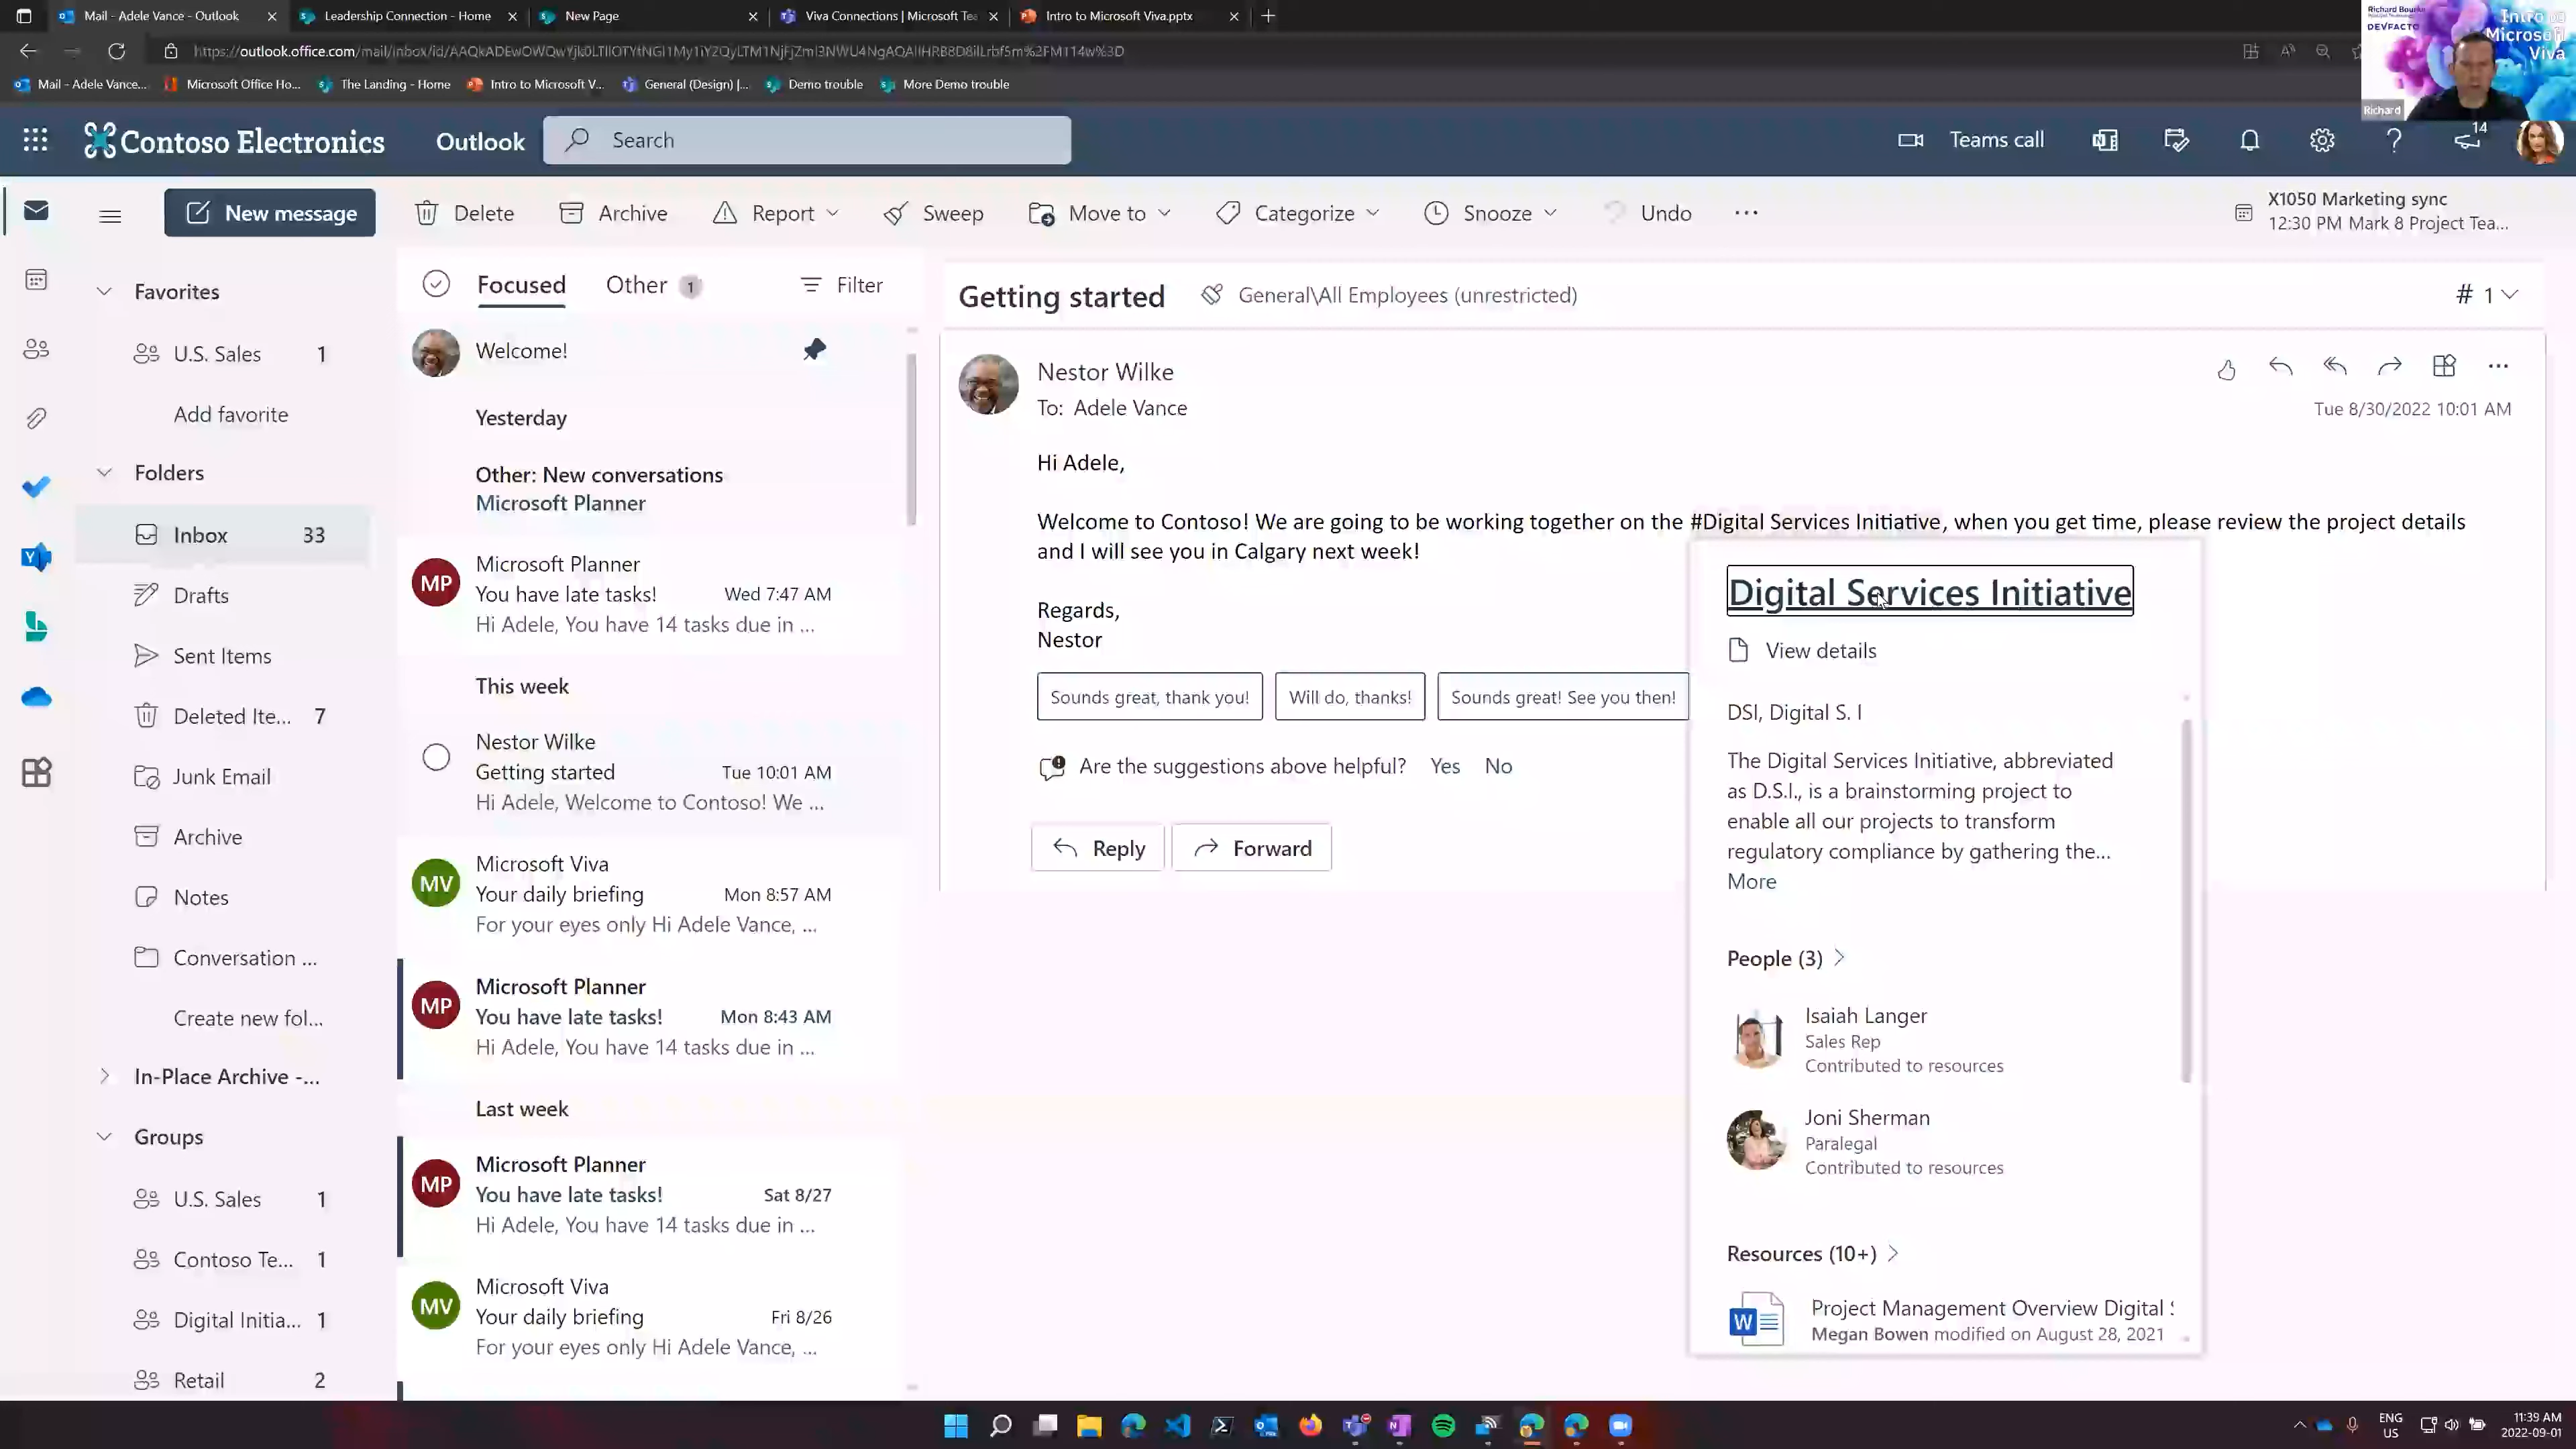 Mail - Adele Vance - Outlook
Leadership Connection - Home
New Page
Viva Connections | Microsoft Tea
Intro to Microsoft Viva.pptx
Mail - Adele Vance...
Microsoft Office Ho...
The Landing - Home
Intro to Microsoft V...
General (Design) |...
Demo trouble
More Demo trouble
DEVFACTO
Intro to
Microsoft
Viva
Richard
Contoso Electronics
Outlook
Search
Teams call
14
New message
Delete
Archive
Report
Sweep
Move to
Categorize
Snooze
Undo
X1050 Marketing sync
12:30 PM Mark 8 Project Tea...
Favorites
U.S. Sales 1
Add favorite
Folders
Inbox 33
Drafts
Sent Items
Deleted Ite... 7
Junk Email
Archive
Notes
Conversation ...
Create new fol...
In-Place Archive -...
Groups
U.S. Sales 1
Contoso Te... 1
Digital Initia... 1
Retail 2
Focused
Other 1
Filter
Welcome!
Yesterday
Other: New conversations
Microsoft Planner
MP
Microsoft Planner
You have late tasks! Wed 7:47 AM
Hi Adele, You have 14 tasks due in ...
This week
Nestor Wilke
Getting started Tue 10:01 AM
Hi Adele, Welcome to Contoso! We ...
MV
Microsoft Viva
Your daily briefing Mon 8:57 AM
For your eyes only Hi Adele Vance, ...
MP
Microsoft Planner
You have late tasks! Mon 8:43 AM
Hi Adele, You have 14 tasks due in ...
Last week
MP
Microsoft Planner
You have late tasks! Sat 8/27
Hi Adele, You have 14 tasks due in ...
MV
Microsoft Viva
Your daily briefing Fri 8/26
For your eyes only Hi Adele Vance, ...
Getting started
General\All Employees (unrestricted)
# 1
Nestor Wilke
To: Adele Vance
Tue 8/30/2022 10:01 AM
Hi Adele,
Welcome to Contoso! We are going to be working together on the #Digital Services Initiative, when you get time, please review the project details
and I will see you in Calgary next week!
Regards,
Nestor
Sounds great, thank you!
Will do, thanks!
Sounds great! See you then!
Are the suggestions above helpful? Yes No
Reply
Forward
Digital Services Initiative
View details
DSI, Digital S. I
The Digital Services Initiative, abbreviated
as D.S.I., is a brainstorming project to
enable all our projects to transform
regulatory compliance by gathering the...
More
People (3)
Isaiah Langer
Sales Rep
Contributed to resources
Joni Sherman
Paralegal
Contributed to resources
Resources (10+)
Project Management Overview Digital
Megan Bowen modified on August 28, 2021
ENG
US
11:39 AM
2022-09-01